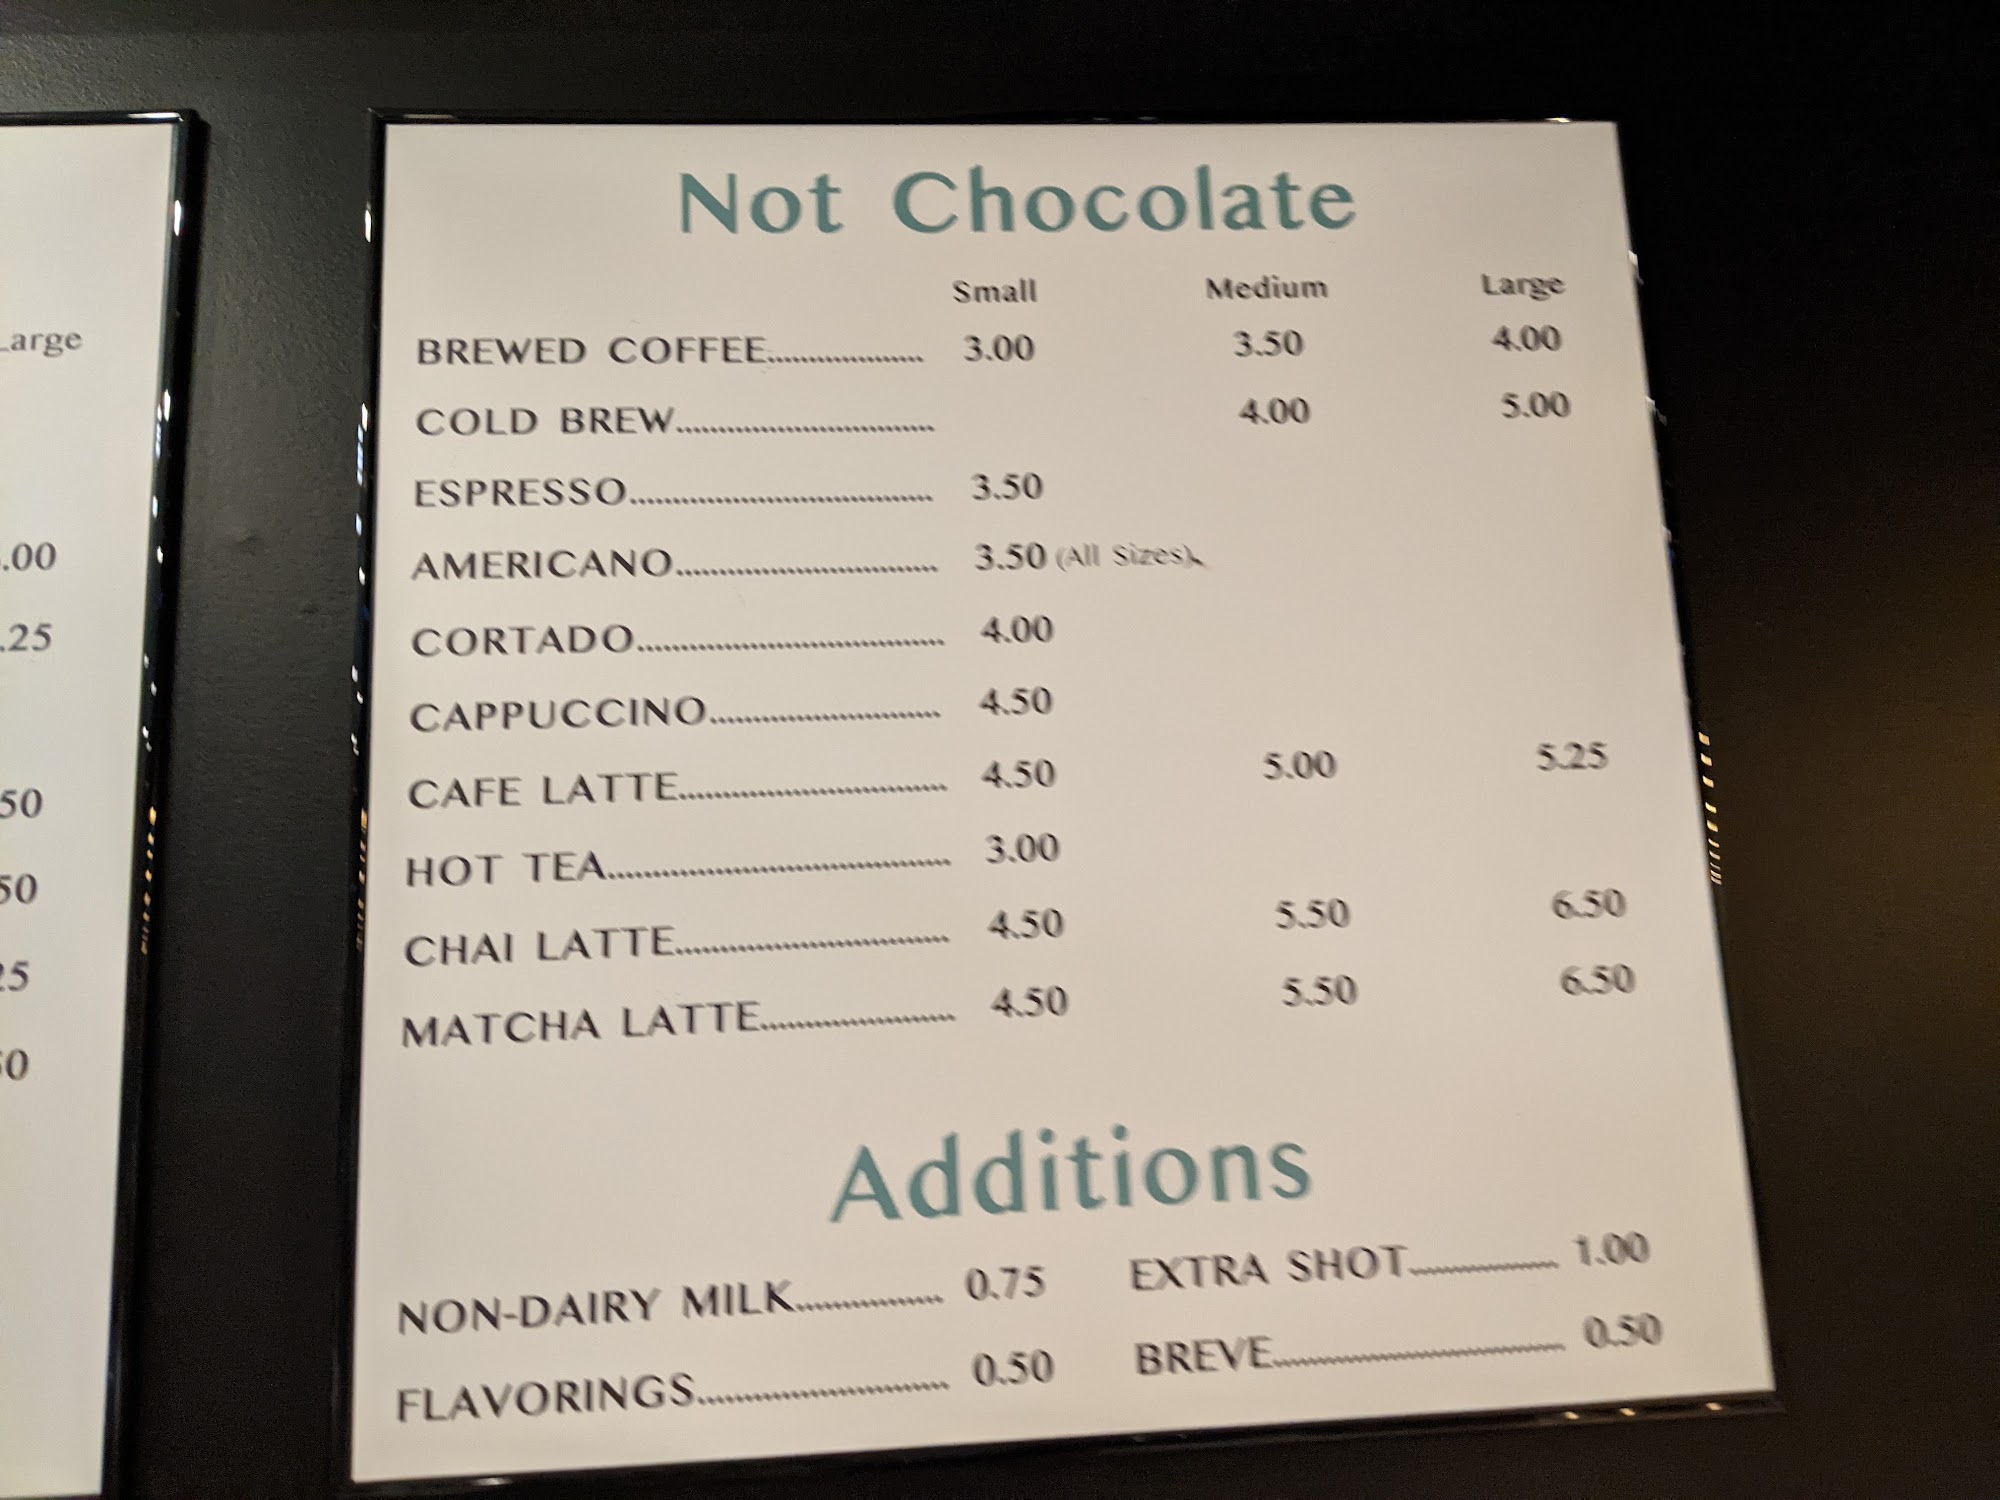 Large
.00
.25
50
50
25
50
Not Chocolate
Small Medium Large
BREWED COFFEE.................... 3.00 3.50 4.00
COLD BREW.............................. 4.00 5.00
ESPRESSO................................... 3.50
AMERICANO.............................. 3.50 (All Sizes)
CORTADO................................... 4.00
CAPPUCCINO........................... 4.50
CAFE LATTE............................... 4.50 5.00 5.25
HOT TEA....................................... 3.00
CHAI LATTE................................ 4.50 5.50 6.50
MATCHA LATTE....................... 4.50 5.50 6.50
Additions
NON-DAIRY MILK................. 0.75 EXTRA SHOT................. 1.00
FLAVORINGS............................. 0.50 BREVE.................................. 0.50